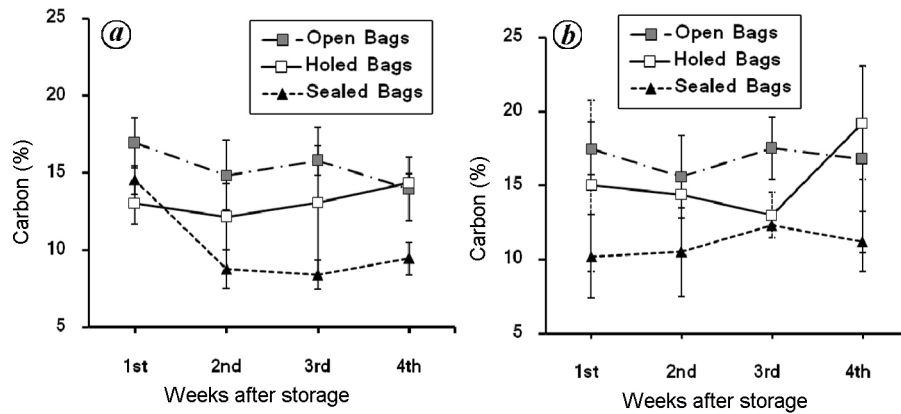 a
Open Bags
Holed Bags
Sealed Bags
25
20
15
10
5
Carbon (%)
1st 2nd 3rd 4th
Weeks after storage
b
Open Bags
Holed Bags
Sealed Bags
25
20
15
10
5
Carbon (%)
1st 2nd 3rd 4th
Weeks after storage